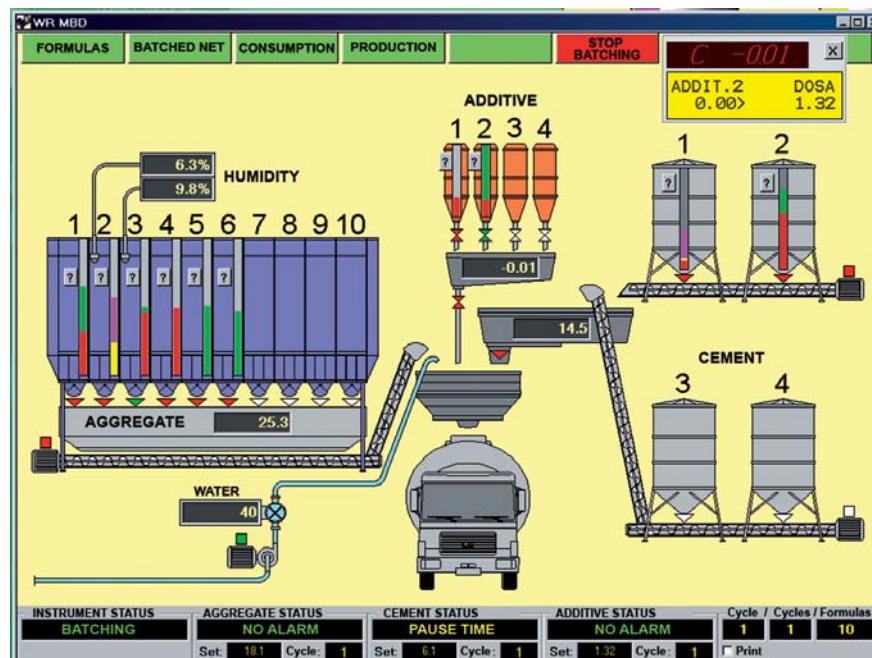 WR MBD
FORMULAS BATCHED NET CONSUMPTION PRODUCTION STOP BATCHING
C -0.01 X
ADDIT.2 DOSA
0.00> 1.32
ADDITIVE
1 2 3 4
? ?
6.3%
9.8%
HUMIDITY
1 2
? ?
1 2 3 4 5 6 7 8 9 10
? ? ? ? ? ?
-0.01
14.5
CEMENT
3 4
AGGREGATE 25.3
WATER
40
INSTRUMENT STATUS AGGREGATE STATUS CEMENT STATUS ADDITIVE STATUS Cycle / Cycles / Formulas
BATCHING NO ALARM PAUSE TIME NO ALARM 1 1 10
Set: 18.1 Cycle: 1 Set: 6.1 Cycle: 1 Set: 1.32 Cycle: 1 Print